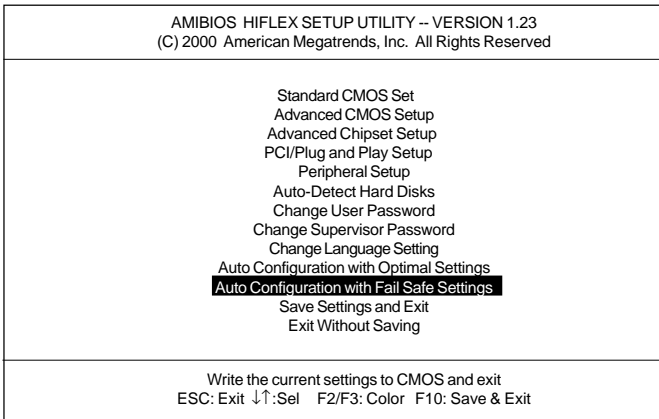 AMIBIOS HIFLEX SETUP UTILITY -- VERSION 1.23
(C) 2000 American Megatrends, Inc. All Rights Reserved
Standard CMOS Set
Advanced CMOS Setup
Advanced Chipset Setup
PCI/Plug and Play Setup
Peripheral Setup
Auto-Detect Hard Disks
Change User Password
Change Supervisor Password
Change Language Setting
Auto Configuration with Optimal Settings
Auto Configuration with Fail Safe Settings
Save Settings and Exit
Exit Without Saving
Write the current settings to CMOS and exit
ESC: Exit ↓↑:Sel F2/F3: Color F10: Save & Exit